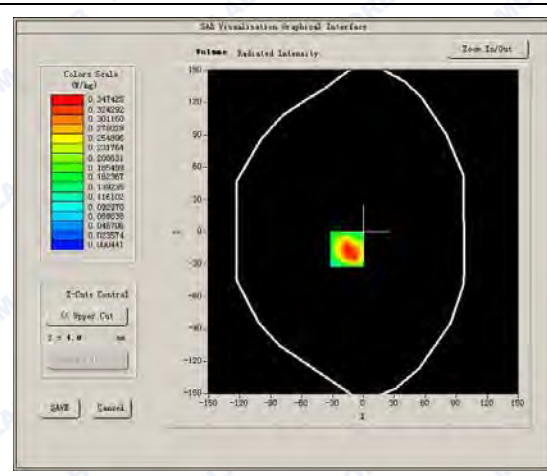 SAR Visualisation Graphical Interface
Volume Radiated Intensity
Zoom In/Out
Colors Scale
(W/kg)
0.347425
0.324292
0.301160
0.278028
0.254896
0.231764
0.208631
0.185499
0.162367
0.139235
0.116102
0.092970
0.069838
0.046706
0.023574
0.000441
Z-Cuts Control
<< Upper Cut
Z = 4.0 mm
SAVE Cancel
150
120
90
60
30
0
-30
-60
-90
-120
-150
-150 -120 -90 -60 -30 0 30 60 90 120 150
X